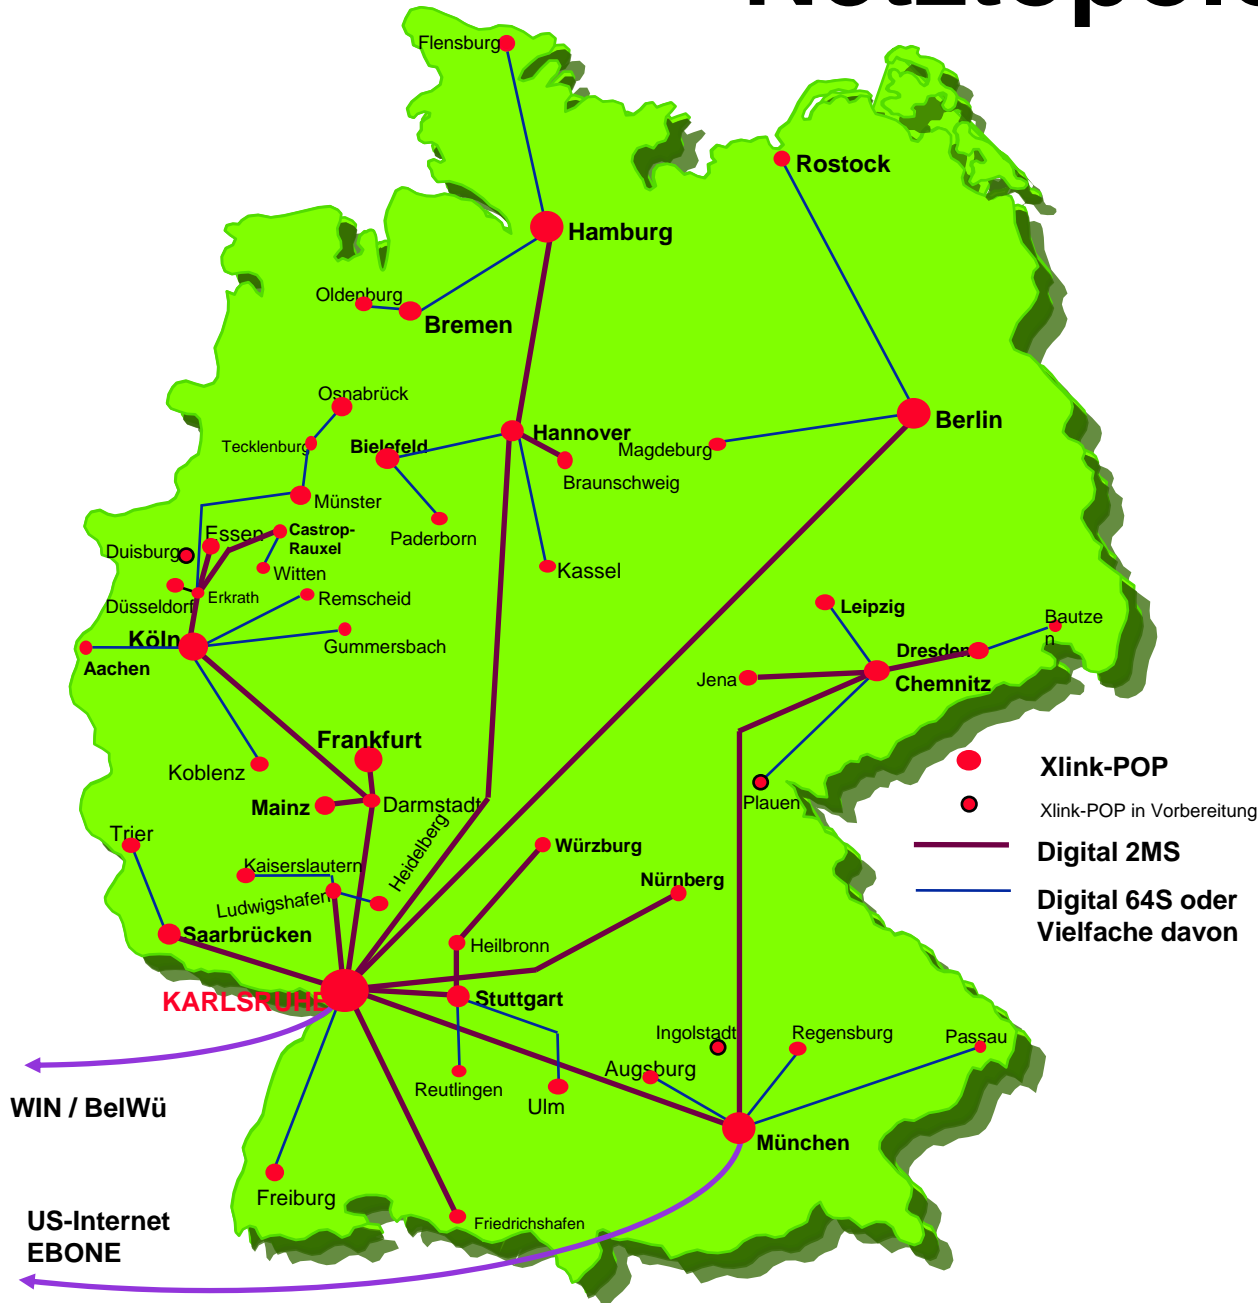 Flensburg
Rostock
Hamburg
Oldenburg
Bremen
Osnabrück
Berlin
Hannover
Tecklenburg
Bielefeld
Magdeburg
Braunschweig
Münster
Essen
Castrop-
Rauxel
Paderborn
Duisburg
Kassel
Witten
Düsseldorf
Erkrath
Remscheid
Leipzig
Bautze
n
Köln
Gummersbach
Dresden
Aachen
Jena
Chemnitz
Frankfurt
Koblenz
Xlink-POP
Mainz
Darmstadt
Plauen
Xlink-POP in Vorbereitung
Trier
Heidelberg
Würzburg
Digital 2MS
Kaiserslautern
Nürnberg
Ludwigshafen
Digital 64S oder
Vielfache davon
Saarbrücken
Heilbronn
KARLSRUHE
Stuttgart
Ingolstadt
Regensburg
Passau
Augsburg
Reutlingen
Ulm
WIN / BelWü
München
Freiburg
Friedrichshafen
US-Internet
EBONE